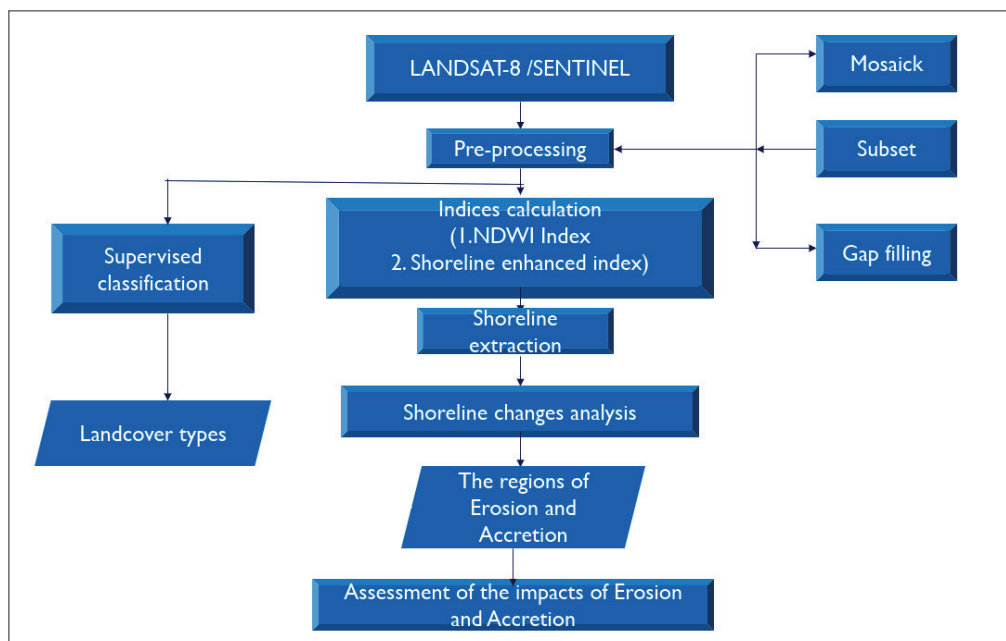 LANDSAT-8 /SENTINEL
Mosaick
Pre-processing
Subset
Indices calculation
(1.NDWI Index
2. Shoreline enhanced index)
Gap filling
Supervised
classification
Shoreline
extraction
Shoreline changes analysis
Landcover types
The regions of
Erosion and
Accretion
Assessment of the impacts of Erosion
and Accretion